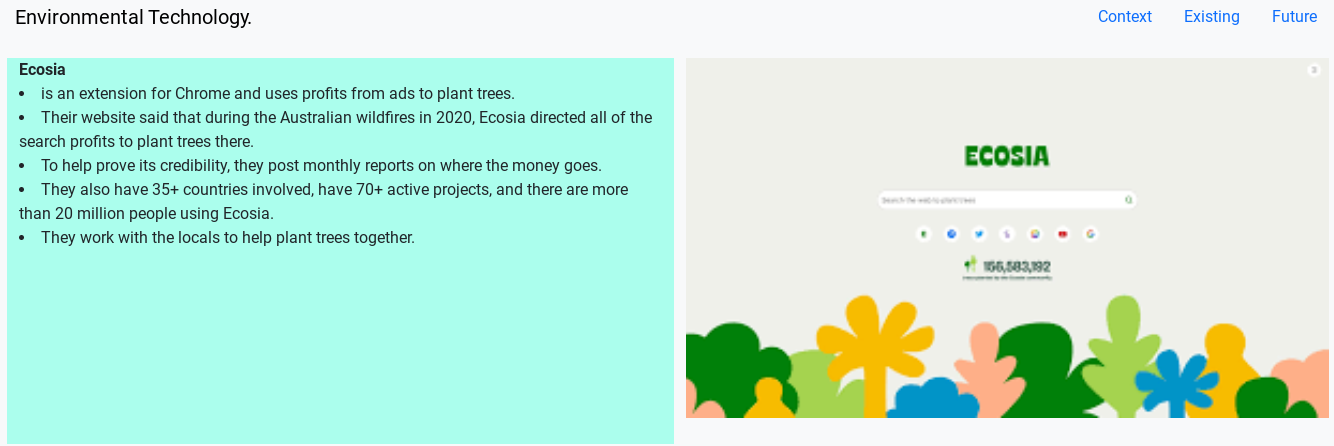 Environmental Technology.
Context
Existing
Future
Ecosia
• is an extension for Chrome and uses profits from ads to plant trees.
• Their website said that during the Australian wildfires in 2020, Ecosia directed all of the
search profits to plant trees there.
• To help prove its credibility, they post monthly reports on where the money goes.
• They also have 35+ countries involved, have 70+ active projects, and there are more
than 20 million people using Ecosia.
• They work with the locals to help plant trees together.
ECOSIA
Search the web to plant trees